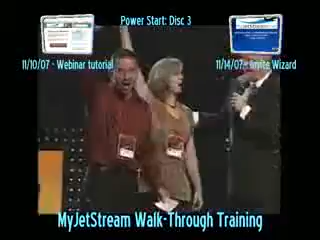 Power Start: Disc 3
11/10/07 - Webinar tutorial
11/14/07 - Invite Wizard
MyJetStream Walk-Through Training